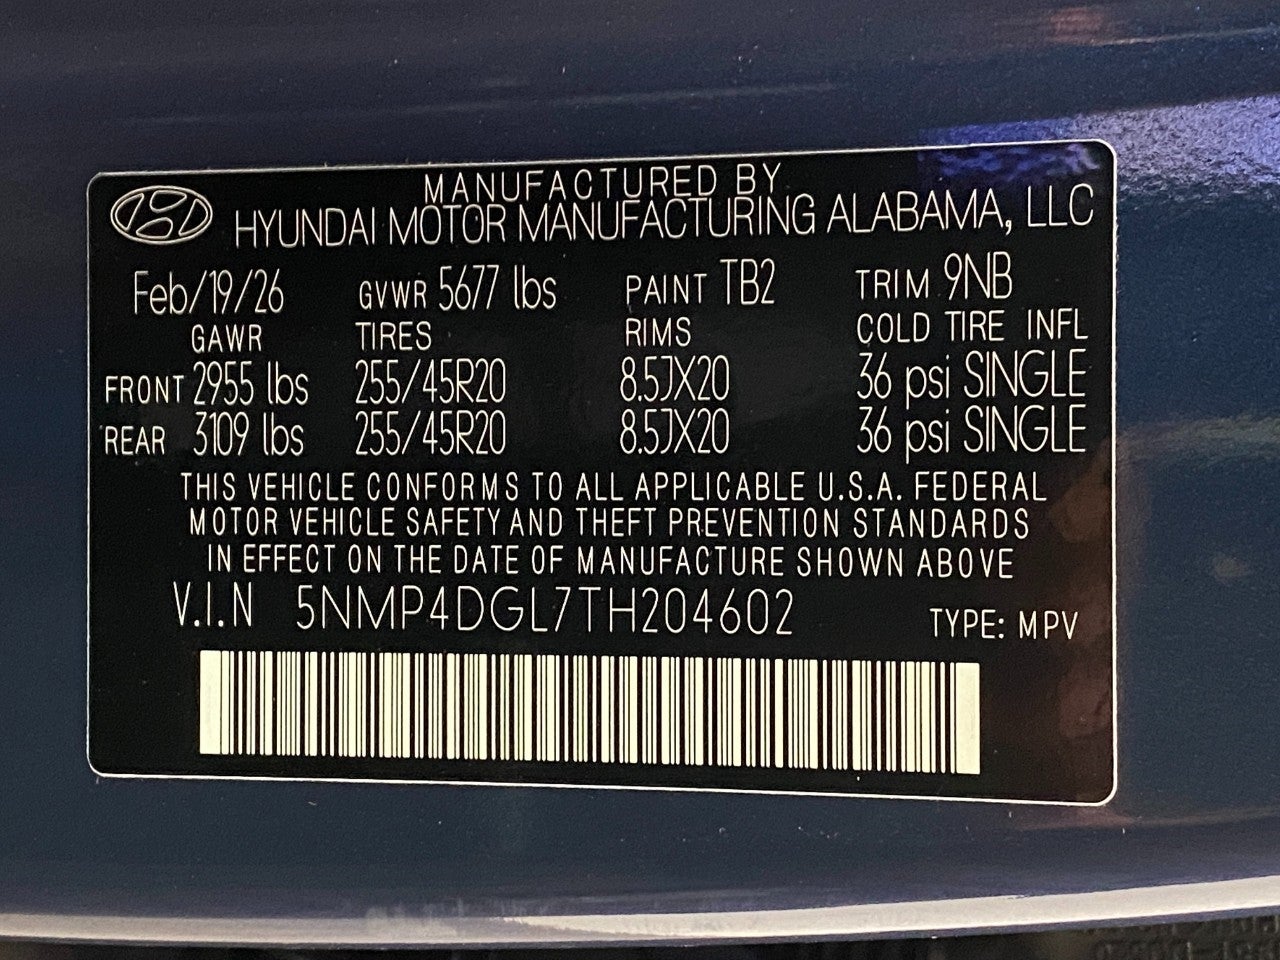 MANUFACTURED BY
HYUNDAI MOTOR MANUFACTURING ALABAMA, LLC
Feb/19/26 GVWR 5677 lbs PAINT TB2 TRIM 9NB
GAWR TIRES RIMS COLD TIRE INFL
FRONT 2955 lbs 255/45R20 8.5JX20 36 psi SINGLE
REAR 3109 lbs 255/45R20 8.5JX20 36 psi SINGLE
THIS VEHICLE CONFORMS TO ALL APPLICABLE U.S.A. FEDERAL
MOTOR VEHICLE SAFETY AND THEFT PREVENTION STANDARDS
IN EFFECT ON THE DATE OF MANUFACTURE SHOWN ABOVE
V.I.N 5NMP4DGL7TH204602 TYPE: MPV